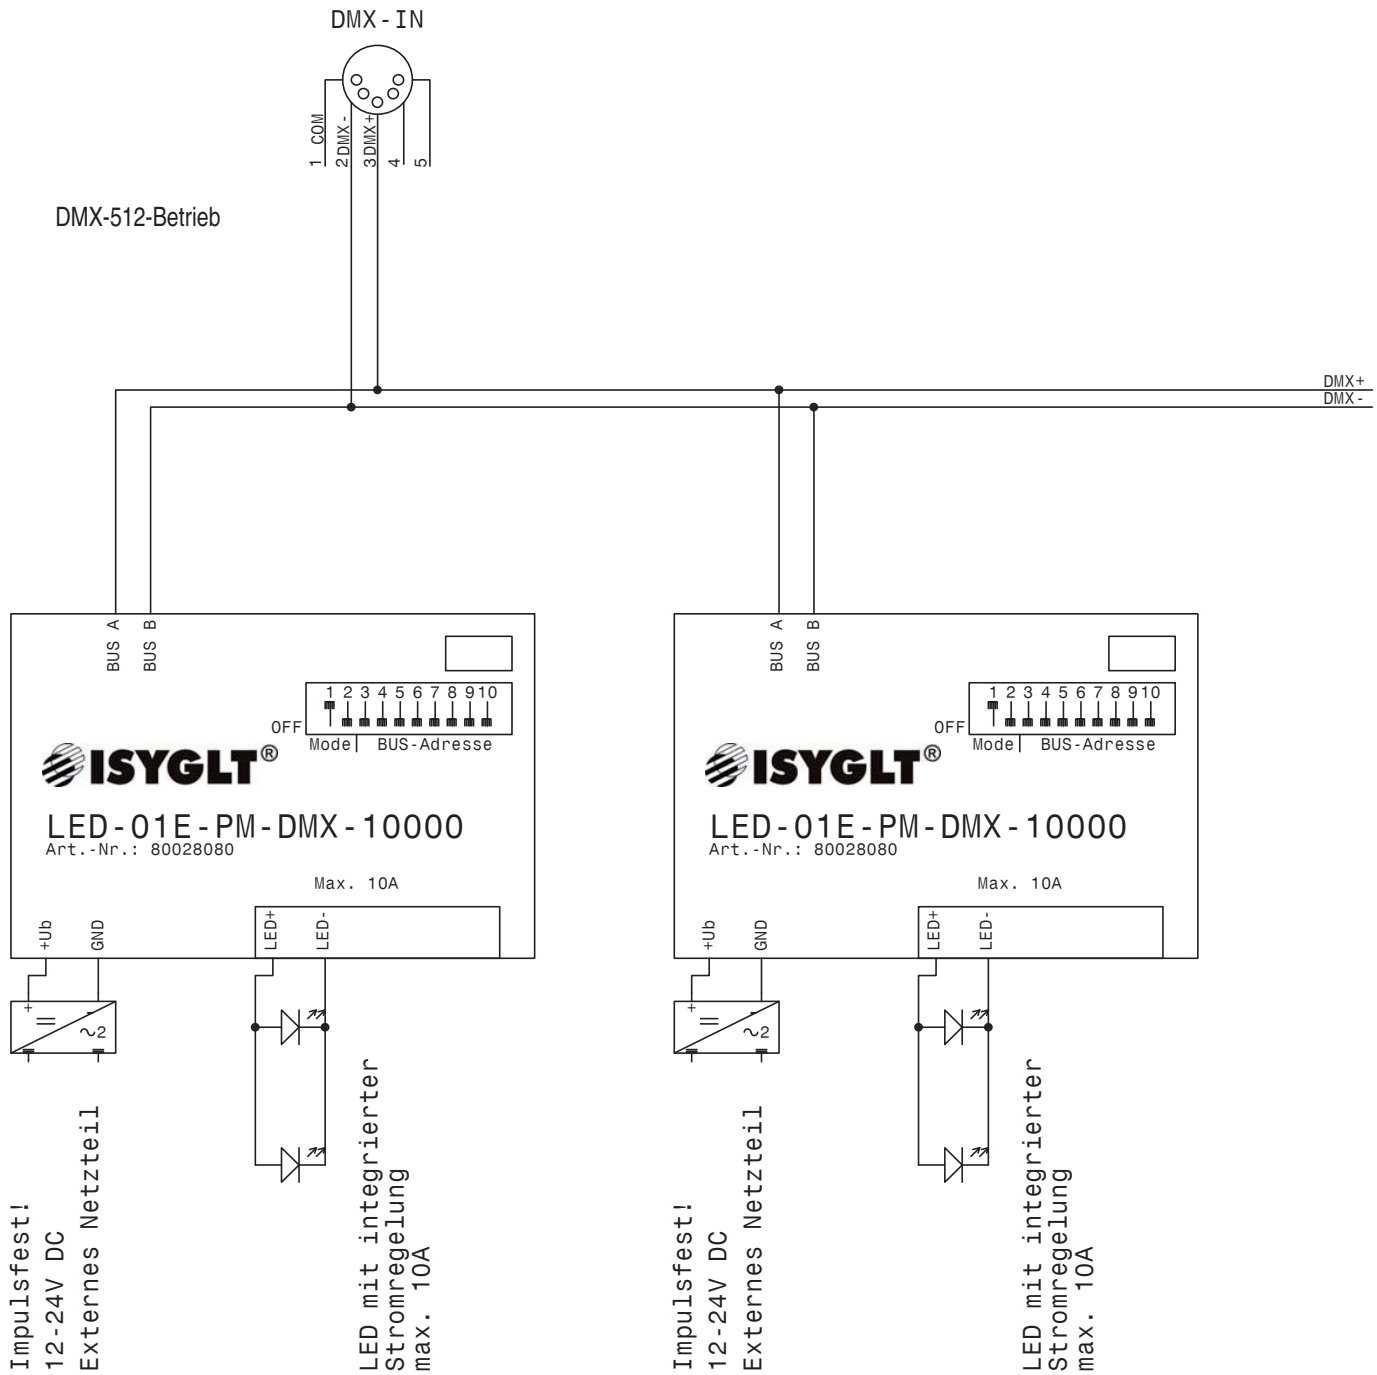 DMX-IN
1 COM
2DMX-
3DMX+
4
5
DMX-512-Betrieb
DMX+
DMX-
BUS A
BUS B
1 2 3 4 5 6 7 8 9 10
OFF
Mode BUS-Adresse
ISYGLT®
LED-01E-PM-DMX-10000
Art.-Nr.: 80028080
Max. 10A
+Ub
GND
LED+
LED-
+
-
~2
Impulsfest!
12-24V DC
Externes Netzteil
LED mit integrierter
Stromregelung
max. 10A
BUS A
BUS B
1 2 3 4 5 6 7 8 9 10
OFF
Mode BUS-Adresse
ISYGLT®
LED-01E-PM-DMX-10000
Art.-Nr.: 80028080
Max. 10A
+Ub
GND
LED+
LED-
+
-
~2
Impulsfest!
12-24V DC
Externes Netzteil
LED mit integrierter
Stromregelung
max. 10A